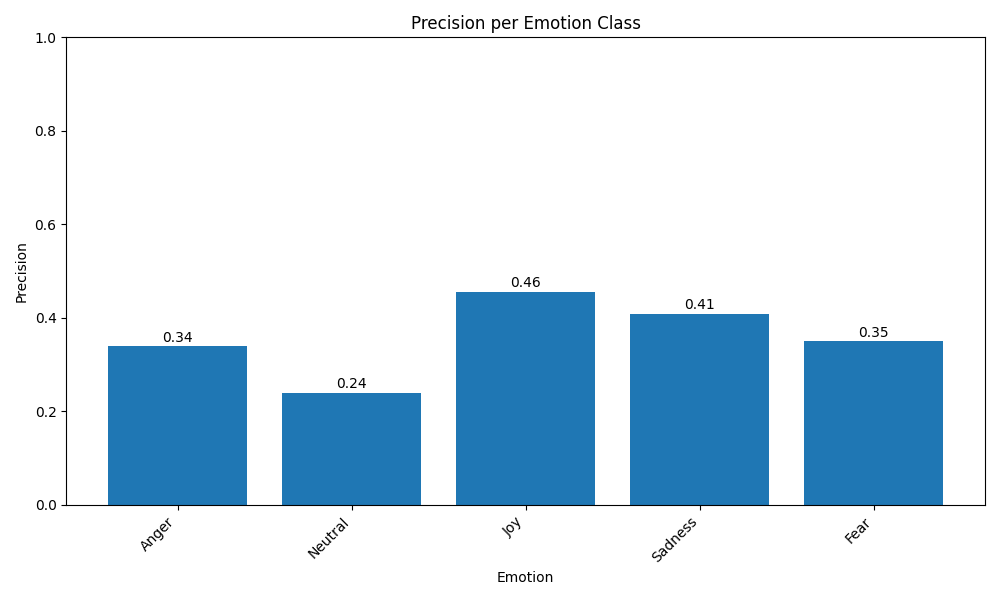 Precision per Emotion Class
1.0
0.8
0.6
0.4
0.2
0.0
Precision
0.34
0.24
0.46
0.41
0.35
Anger
Neutral
Joy
Sadness
Fear
Emotion